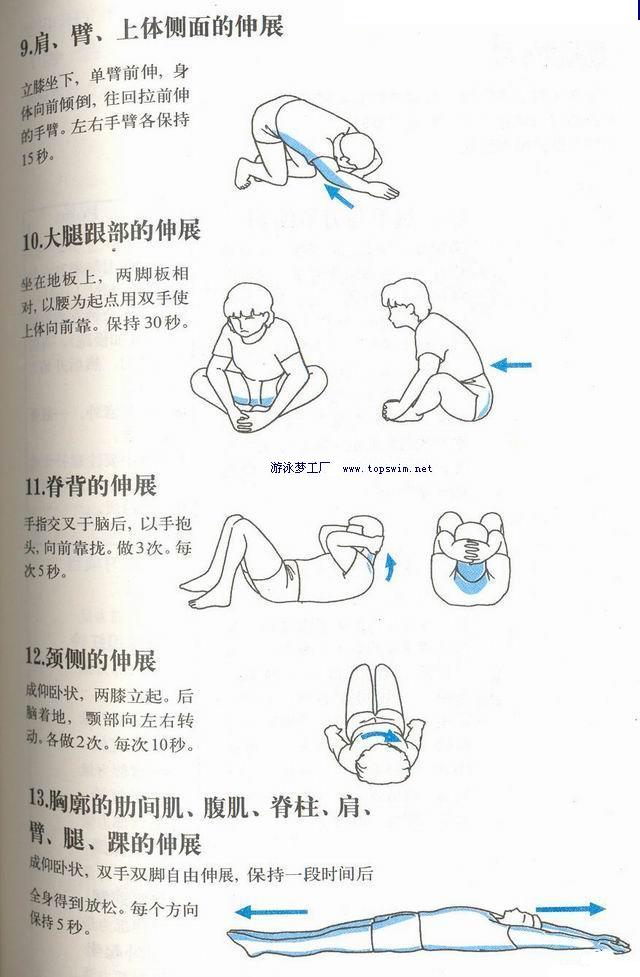 9.肩、臂、上体侧面的伸展
立膝坐下，单臂前伸，身
体向前倾倒，往回拉前伸
的手臂。左右手臂各保持
15秒。
10.大腿跟部的伸展
坐在地板上，两脚板相
对，以腰为起点用双手使
上体向前靠。保持30秒。
游泳梦工厂 www.topswim.net
11.脊背的伸展
手指交叉于脑后，以手抱
头，向前靠拢。做3次。每
次5秒。
12.颈侧的伸展
成仰卧状，两膝立起。后
脑着地，颚部向左右转
动。各做2次。每次10秒。
13.胸廓的肋间肌、腹肌、脊柱、肩、
臂、腿、踝的伸展
成仰卧状，双手双脚自由伸展，保持一段时间后
全身得到放松。每个方向
保持5秒。